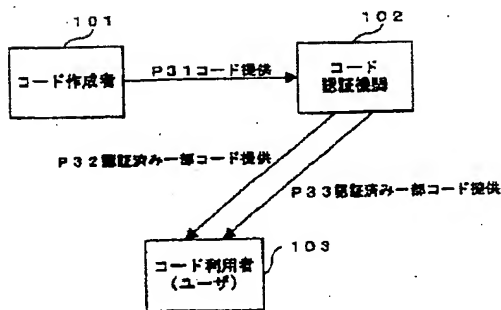 101
102
コード作成者
P31コード提供
コード
認証機関
P32認証済み一部コード提供
P33認証済み一部コード提供
103
コード利用者
(ユーザ)